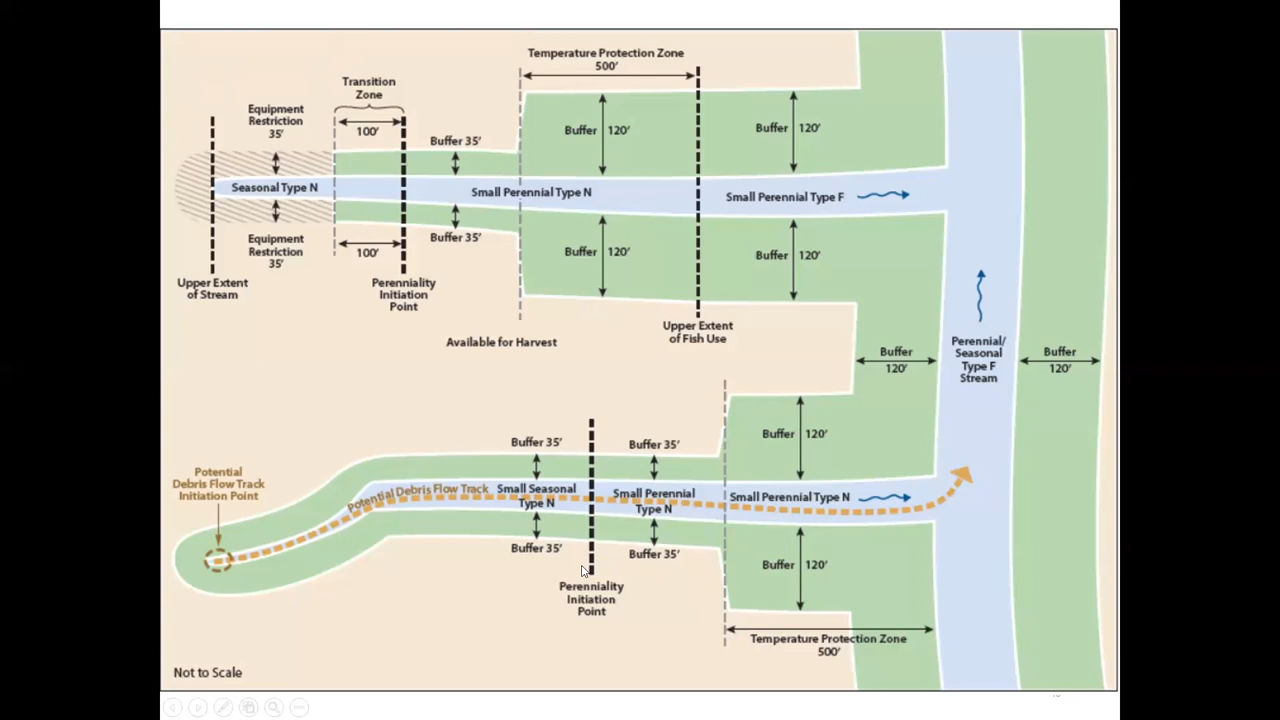 Temperature Protection Zone
500′
Transition
Zone
100′
Equipment
Restriction
35′
Buffer 35′
Buffer 120′
Buffer 120′
Seasonal Type N
Small Perennial Type N
Small Perennial Type F
Equipment
Restriction
35′
100′
Buffer 35′
Buffer 120′
Buffer 120′
Upper Extent
of Stream
Perenniality
Initiation
Point
Available for Harvest
Upper Extent
of Fish Use
Buffer
120′
Perennial/
Seasonal
Type F
Stream
Buffer
120′
Buffer 35′
Buffer 35′
Buffer 120′
Potential
Debris Flow Track
Initiation Point
Potential Debris Flow Track
Small Seasonal
Type N
Small Perennial
Type N
Small Perennial Type N
Buffer 35′
Buffer 35′
Buffer 120′
Perenniality
Initiation
Point
Temperature Protection Zone
500′
Not to Scale